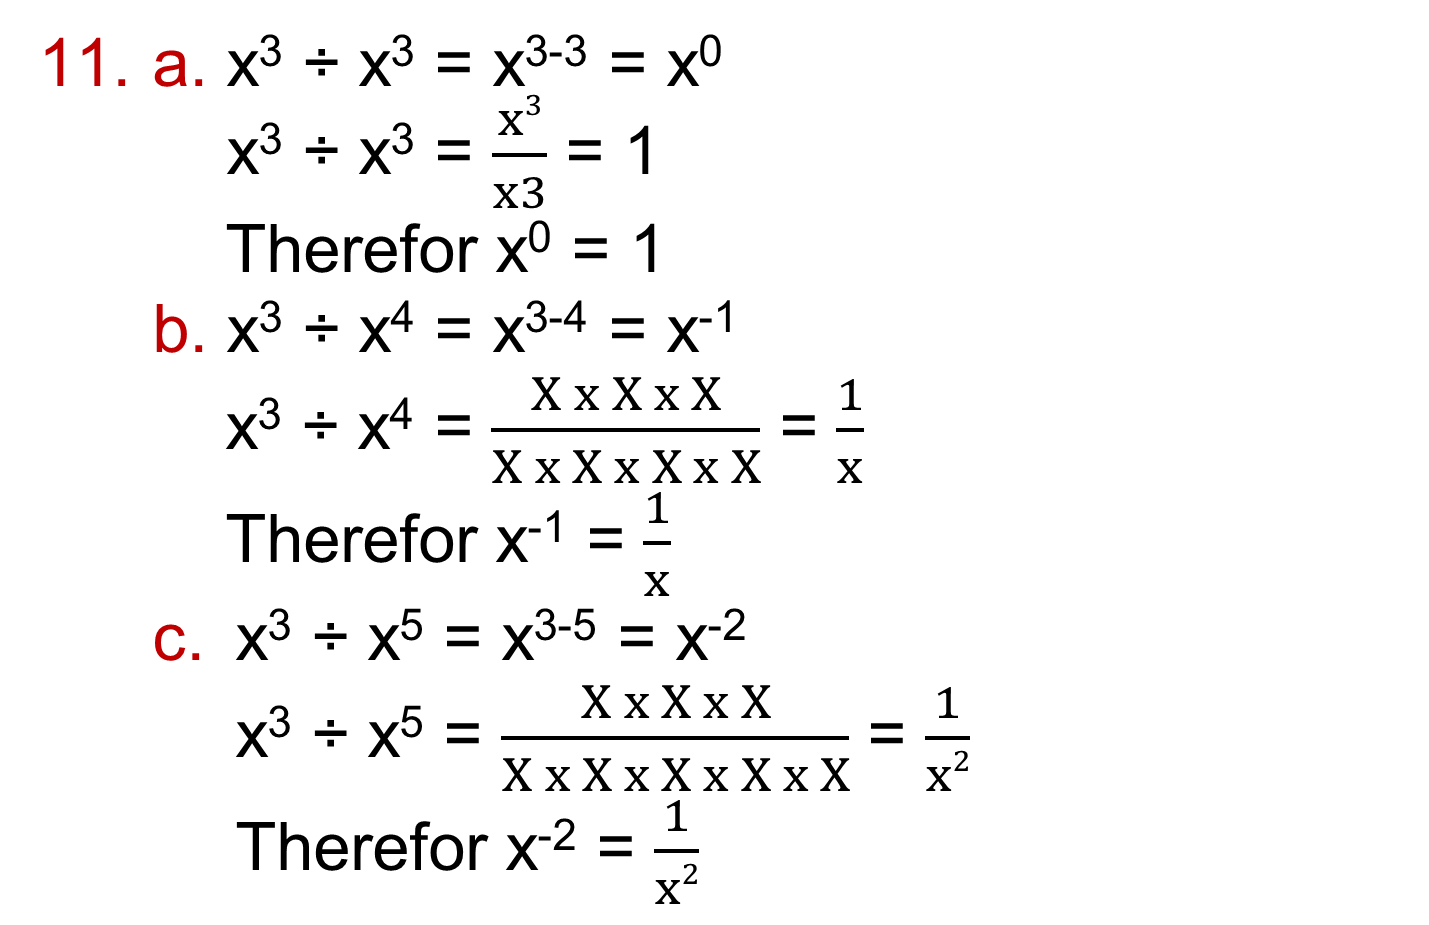 11. a. x³ ÷ x³ = x³⁻³ = x⁰
x³ ÷ x³ = x³/x3 = 1
Therefor x⁰ = 1
b. x³ ÷ x⁴ = x³⁻⁴ = x⁻¹
x³ ÷ x⁴ = (X x X x X)/(X x X x X x X) = 1/x
Therefor x⁻¹ = 1/x
c. x³ ÷ x⁵ = x³⁻⁵ = x⁻²
x³ ÷ x⁵ = (X x X x X)/(X x X x X x X x X) = 1/x²
Therefor x⁻² = 1/x²